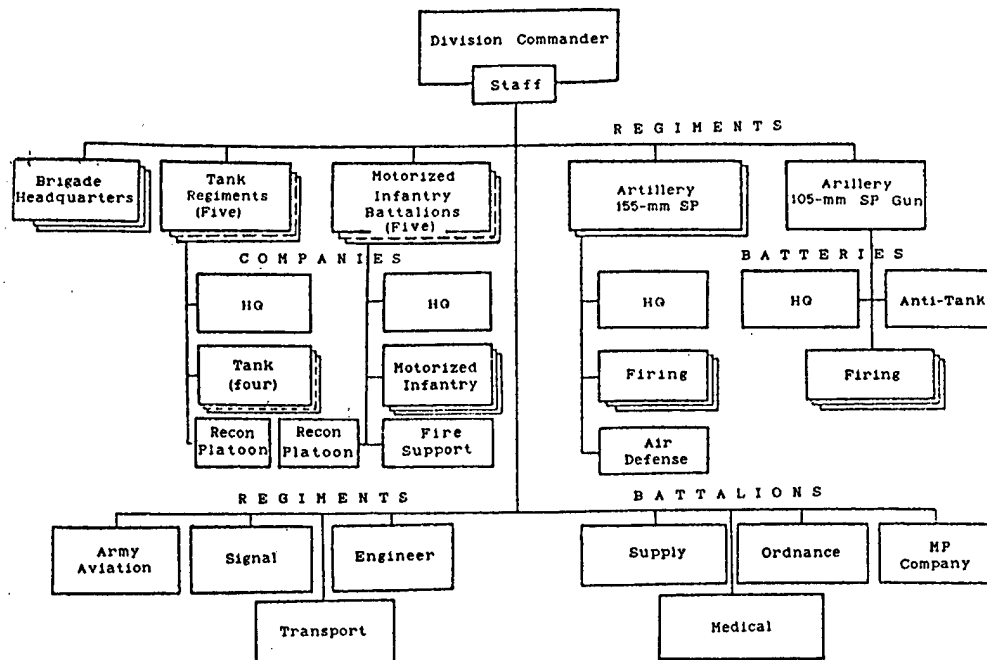 Division Commander
Staff
REGIMENTS
Brigade
Headquarters
Tank
Regiments
(Five)
Motorized
Infantry
Battalions
(Five)
Artillery
155-mm SP
Arillery
105-mm SP Gun
COMPANIES
BATTERIES
HQ
HQ
HQ
HQ
Anti-Tank
Tank
(four)
Motorized
Infantry
Firing
Firing
Recon
Platoon
Recon
Platoon
Fire
Support
Air
Defense
REGIMENTS
BATTALIONS
Army
Aviation
Signal
Engineer
Supply
Ordnance
MP
Company
Transport
Medical